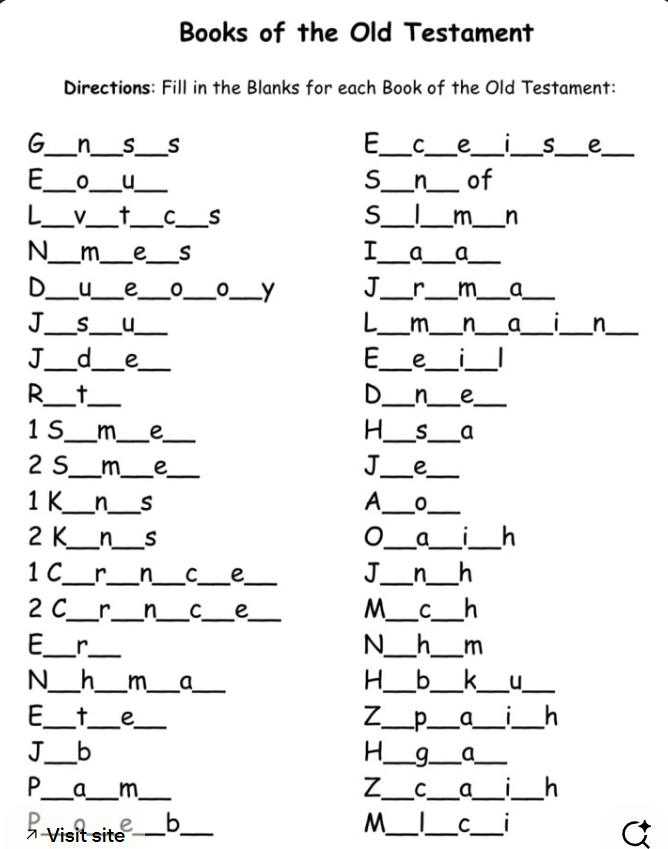 Books of the Old Testament
Directions: Fill in the Blanks for each Book of the Old Testament:
G__n__s__s
E__o__u__
L__v__t__c__s
N__m__e__s
D__u__e__o__o__y
J__s__u__
J__d__e__
R__t__
1 S__m__e__
2 S__m__e__
1 K__n__s
2 K__n__s
1 C__r__n__c__e__
2 C__r__n__c__e__
E__r__
N__h__m__a__
E__t__e__
J__b
P__a__m__
P__o__e__b__
Visit site
E__c__e__i__s__e__
S__n__ of
S__l__m__n
I__a__a__
J__r__m__a__
L__m__n__a__i__n__
E__e__i__l
D__n__e__
H__s__a
J__e__
A__o__
O__a__i__h
J__n__h
M__c__h
N__h__m
H__b__k__u__
Z__p__a__i__h
H__g__a__
Z__c__a__i__h
M__l__c__i